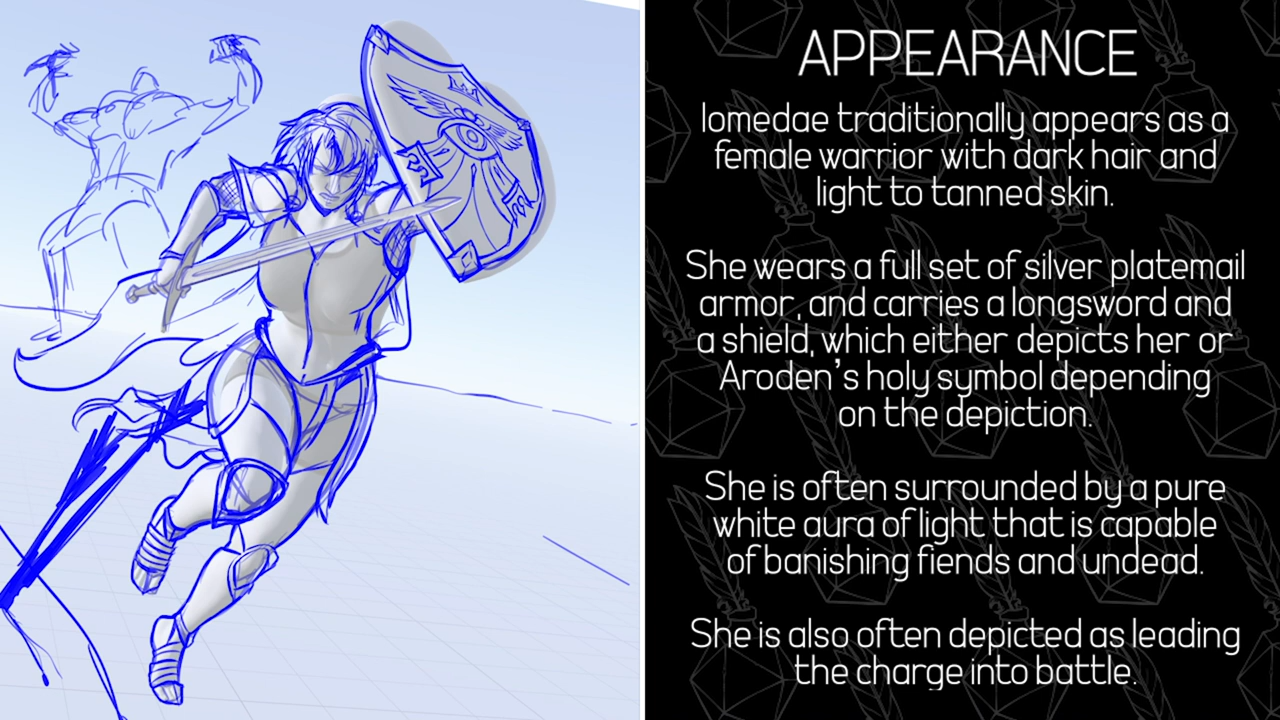 APPEARANCE
Iomedae traditionally appears as a
female warrior with dark hair and
light to tanned skin.
She wears a full set of silver platemail
armor, and carries a longsword and
a shield, which either depicts her or
Aroden's holy symbol depending
on the depiction.
She is often surrounded by a pure
white aura of light that is capable
of banishing fiends and undead.
She is also often depicted as leading
the charge into battle.